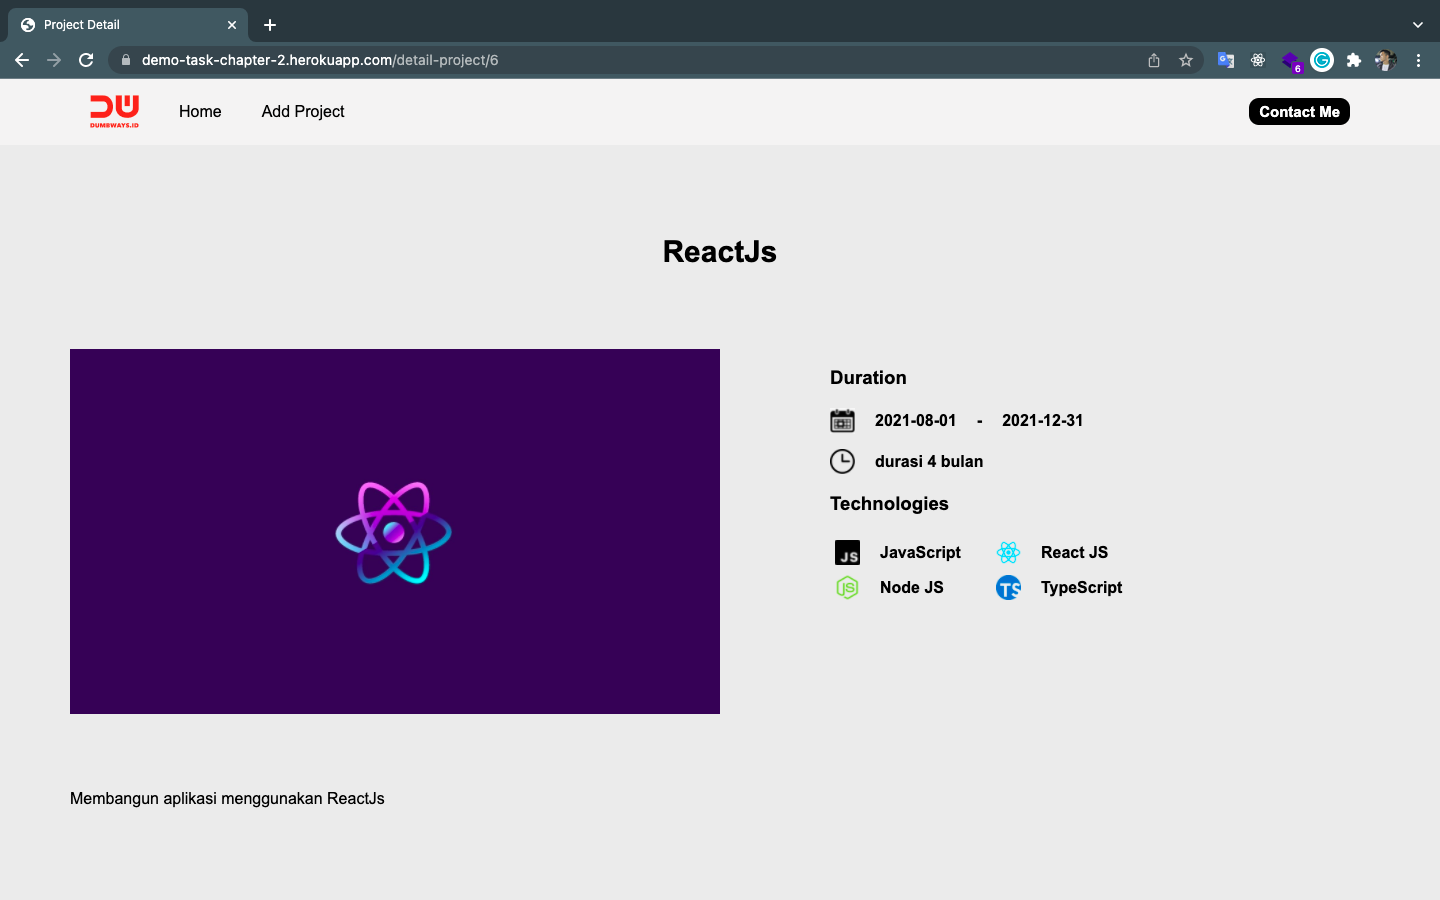 Project Detail
demo-task-chapter-2.herokuapp.com/detail-project/6
6
DW
DUMBWAYS.ID
Home
Add Project
Contact Me
ReactJs
Duration
2021-08-01 - 2021-12-31
durasi 4 bulan
Technologies
JS JavaScript
React JS
JS Node JS
TS TypeScript
Membangun aplikasi menggunakan ReactJs